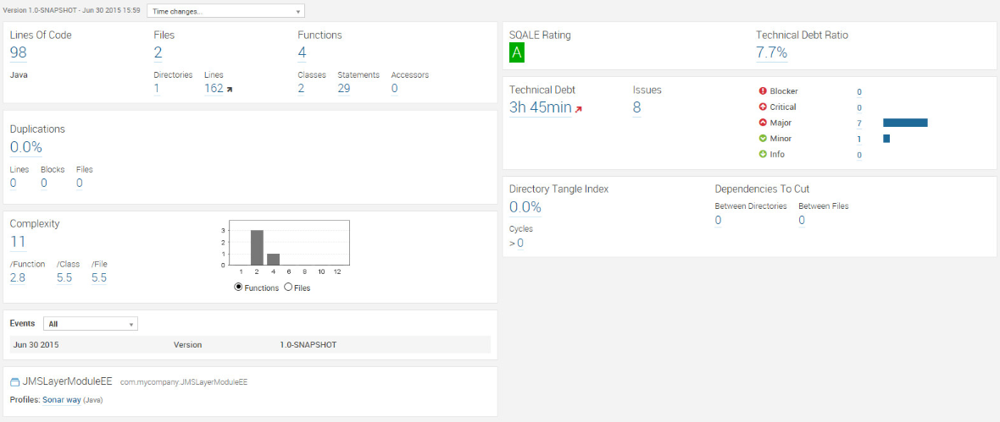 Version 1.0-SNAPSHOT - Jun 30 2015 15:59 Time changes...
Lines Of Code Files Functions
98 2 4
Java Directories Lines Classes Statements Accessors
1 162 2 29 0
Duplications
0.0%
Lines Blocks Files
0 0 0
Complexity
11
/Function /Class /File
2.8 5.5 5.5
3
2
1
0
1 2 4 6 8 10 12
Functions Files
Events All
Jun 30 2015 Version 1.0-SNAPSHOT
JMSLayerModuleEE com.mycompany:JMSLayerModuleEE
Profiles: Sonar way (Java)
SQALE Rating Technical Debt Ratio
A 7.7%
Technical Debt Issues
3h 45min 8
Blocker 0
Critical 0
Major 7
Minor 1
Info 0
Directory Tangle Index Dependencies To Cut
0.0% Between Directories Between Files
0 0
Cycles
> 0